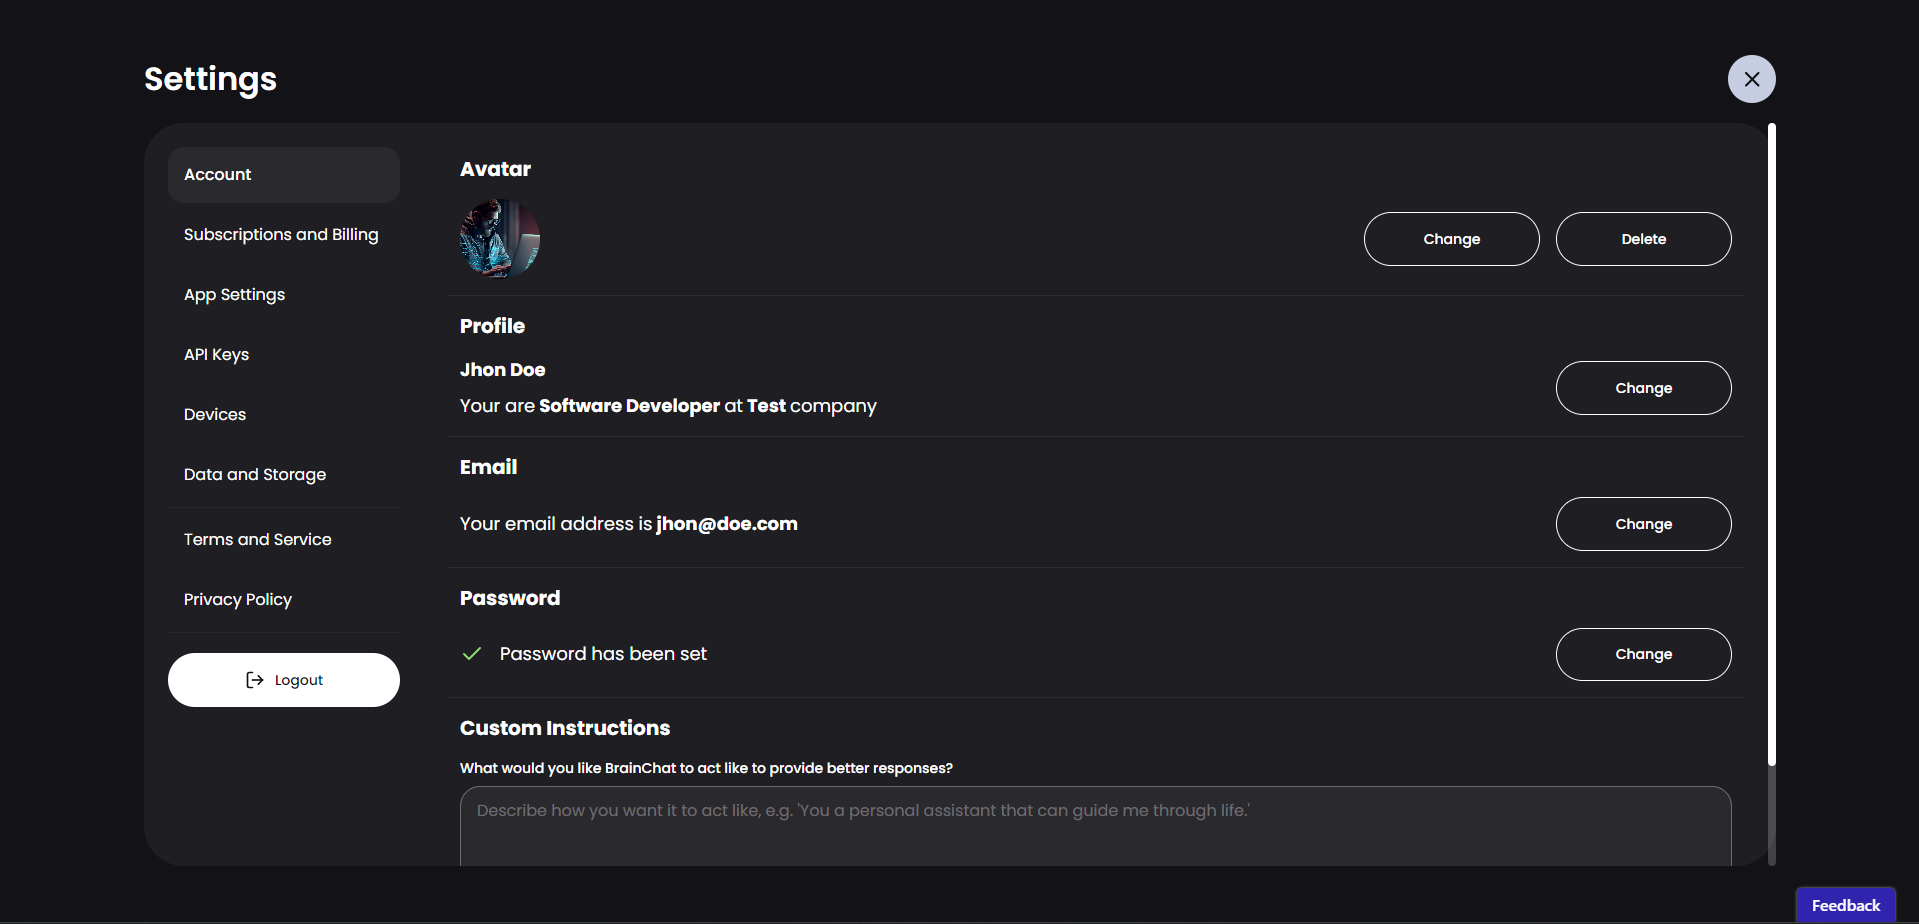 Settings
Account
Subscriptions and Billing
App Settings
API Keys
Devices
Data and Storage
Terms and Service
Privacy Policy
Logout
Avatar
Change
Delete
Profile
Jhon Doe
Your are Software Developer at Test company
Change
Email
Your email address is jhon@doe.com
Change
Password
Password has been set
Change
Custom Instructions
What would you like BrainChat to act like to provide better responses?
Describe how you want it to act like, e.g. 'You a personal assistant that can guide me through life.'
Feedback